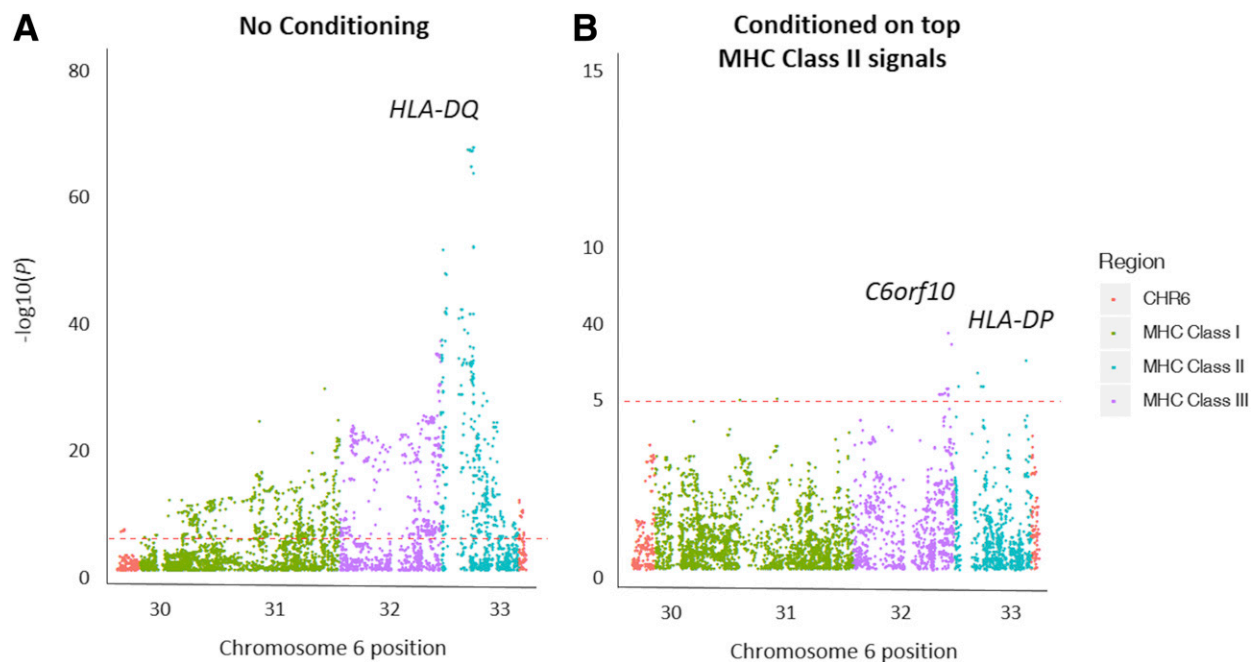 A
No Conditioning
80
HLA-DQ
60
-log10(P)
40
20
0
30 31 32 33
Chromosome 6 position
B
Conditioned on top
MHC Class II signals
15
10
C6orf10
40
HLA-DP
5
0
30 31 32 33
Chromosome 6 position
Region
CHR6
MHC Class I
MHC Class II
MHC Class III